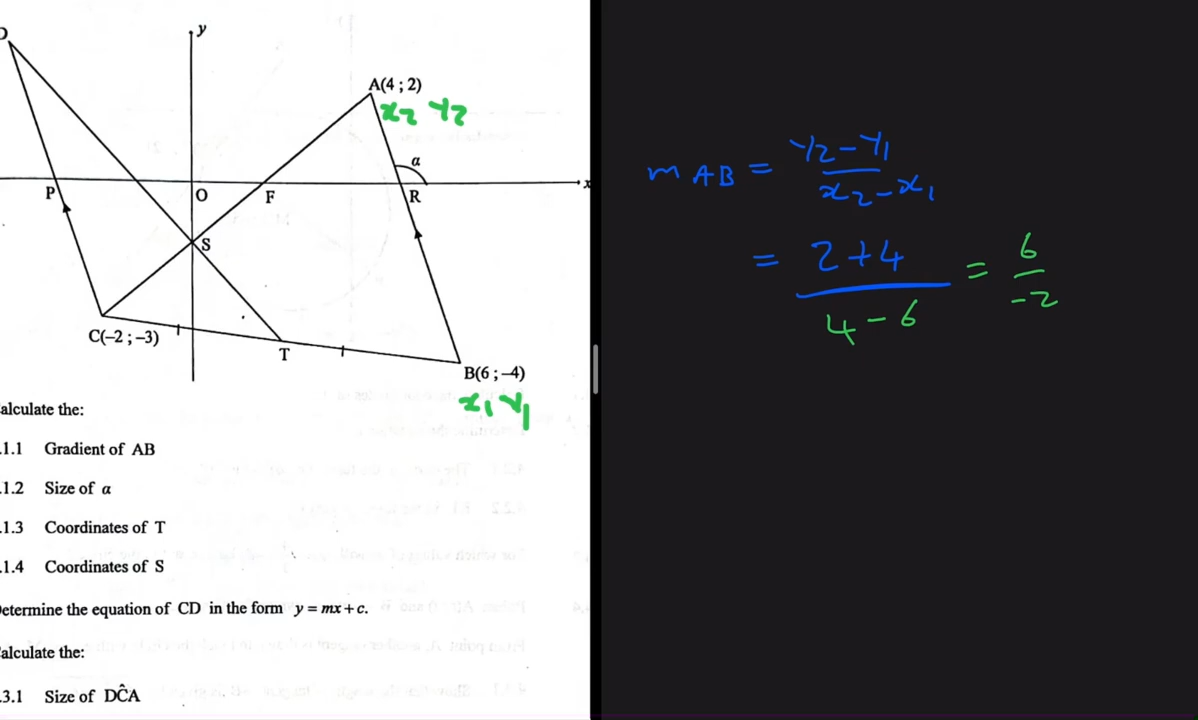 y
A(4 ; 2)
x₂ y₂
α
P
O
F
R
x
S
C(−2 ; −3)
T
B(6 ; −4)
x₁ y₁
alculate the:
.1.1 Gradient of AB
.1.2 Size of α
.1.3 Coordinates of T
.1.4 Coordinates of S
etermine the equation of CD in the form y = mx + c.
alculate the:
.3.1 Size of DĈA
m AB = y₂ − y₁ / x₂ − x₁
= 2 + 4 / 4 − 6 = 6 / −2